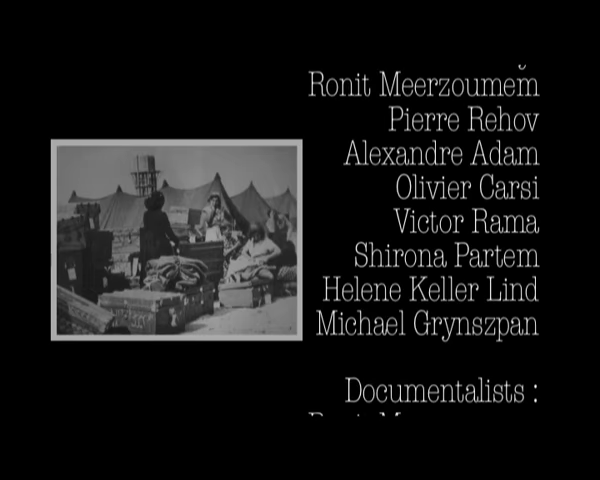 Ronit Meerzoumem
Pierre Rehov
Alexandre Adam
Olivier Carsi
Victor Rama
Shirona Partem
Helene Keller Lind
Michael Grynszpan
Documentalists :